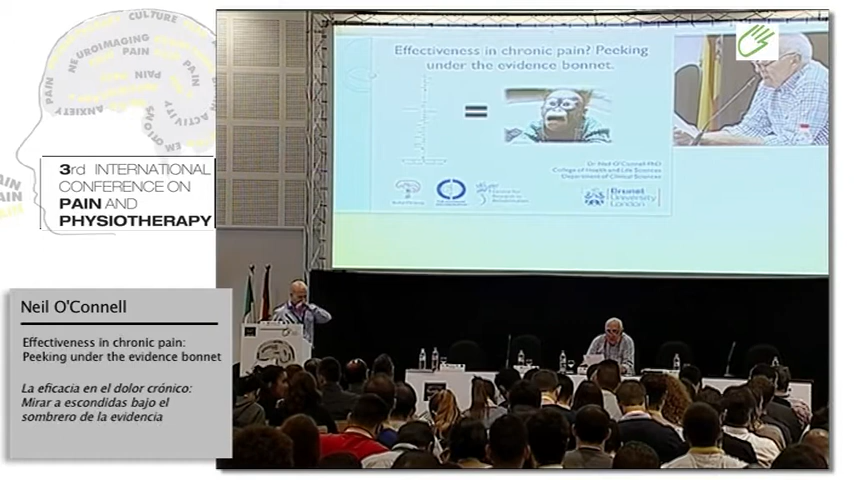 CULTURE
NEUROIMAGING
PAIN
PAIN
PAIN
PAIN
ANXIETY
ACTIVITY
EMOTIONS
3rd INTERNATIONAL
CONFERENCE ON
PAIN AND
PHYSIOTHERAPY
AIN
AIN
Neil O'Connell
Effectiveness in chronic pain:
Peeking under the evidence bonnet
La eficacia en el dolor crónico:
Mirar a escondidas bajo el
sombrero de la evidencia
Effectiveness in chronic pain? Peeking
under the evidence bonnet.
=
Dr Neil O'Connell PhD
College of Health and Life Sciences
Department of Clinical Sciences
Brunel
University
London